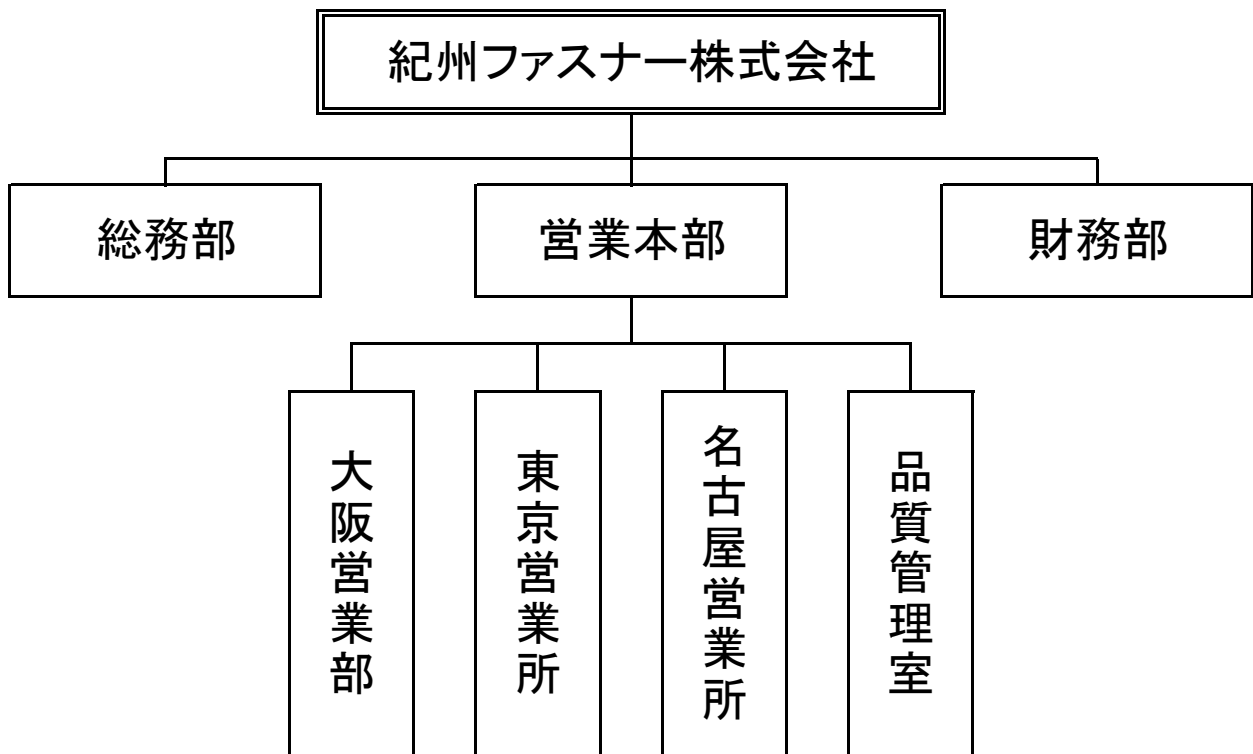 紀州ファスナー株式会社
総務部
営業本部
財務部
大阪営業部
東京営業所
名古屋営業所
品質管理室